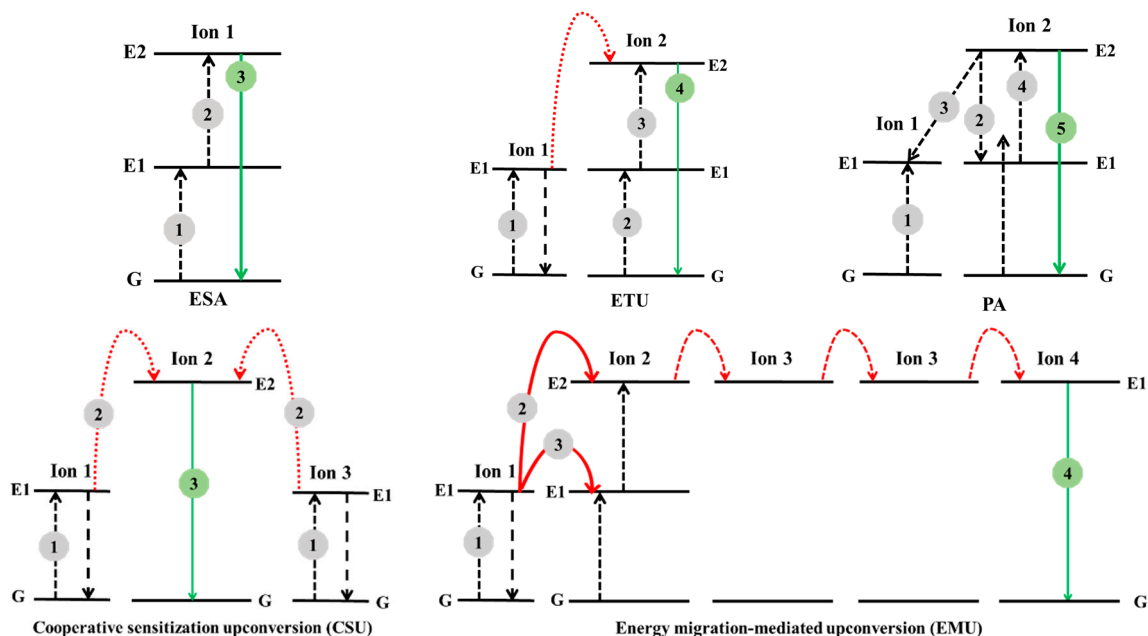 Ion 1
E2
3
2
E1
1
G
ESA
Ion 2
E2
4
3
Ion 1
E1
E1
1
2
G
G
ETU
Ion 2
E2
3
2
4
5
Ion 1
E1
E1
1
G
G
PA
Ion 2
E2
2
2
Ion 1
Ion 3
3
E1
E1
1
1
G
G
Cooperative sensitization upconversion (CSU)
Ion 2
Ion 3
Ion 3
Ion 4
E2
E1
2
3
Ion 1
E1
E1
4
1
G
G
Energy migration-mediated upconversion (EMU)